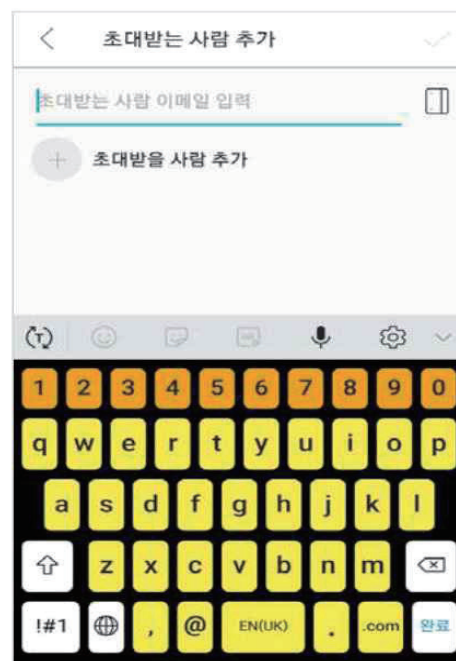 초대받는 사람 추가
초대받는 사람 이메일 입력
초대받을 사람 추가
1 2 3 4 5 6 7 8 9 0
q w e r t y u i o p
a s d f g h j k l
z x c v b n m
!#1 , @ EN(UK) . .com 완료